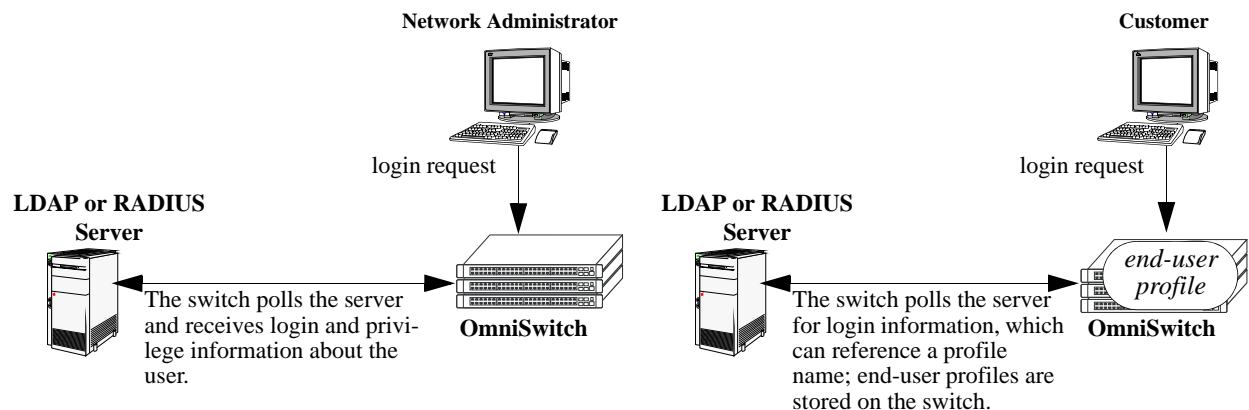 Network Administrator
login request
LDAP or RADIUS
Server
The switch polls the server
and receives login and privi-
lege information about the
user.
OmniSwitch
Customer
login request
LDAP or RADIUS
Server
end-user
profile
The switch polls the server
for login information, which
can reference a profile
name; end-user profiles are
stored on the switch.
OmniSwitch